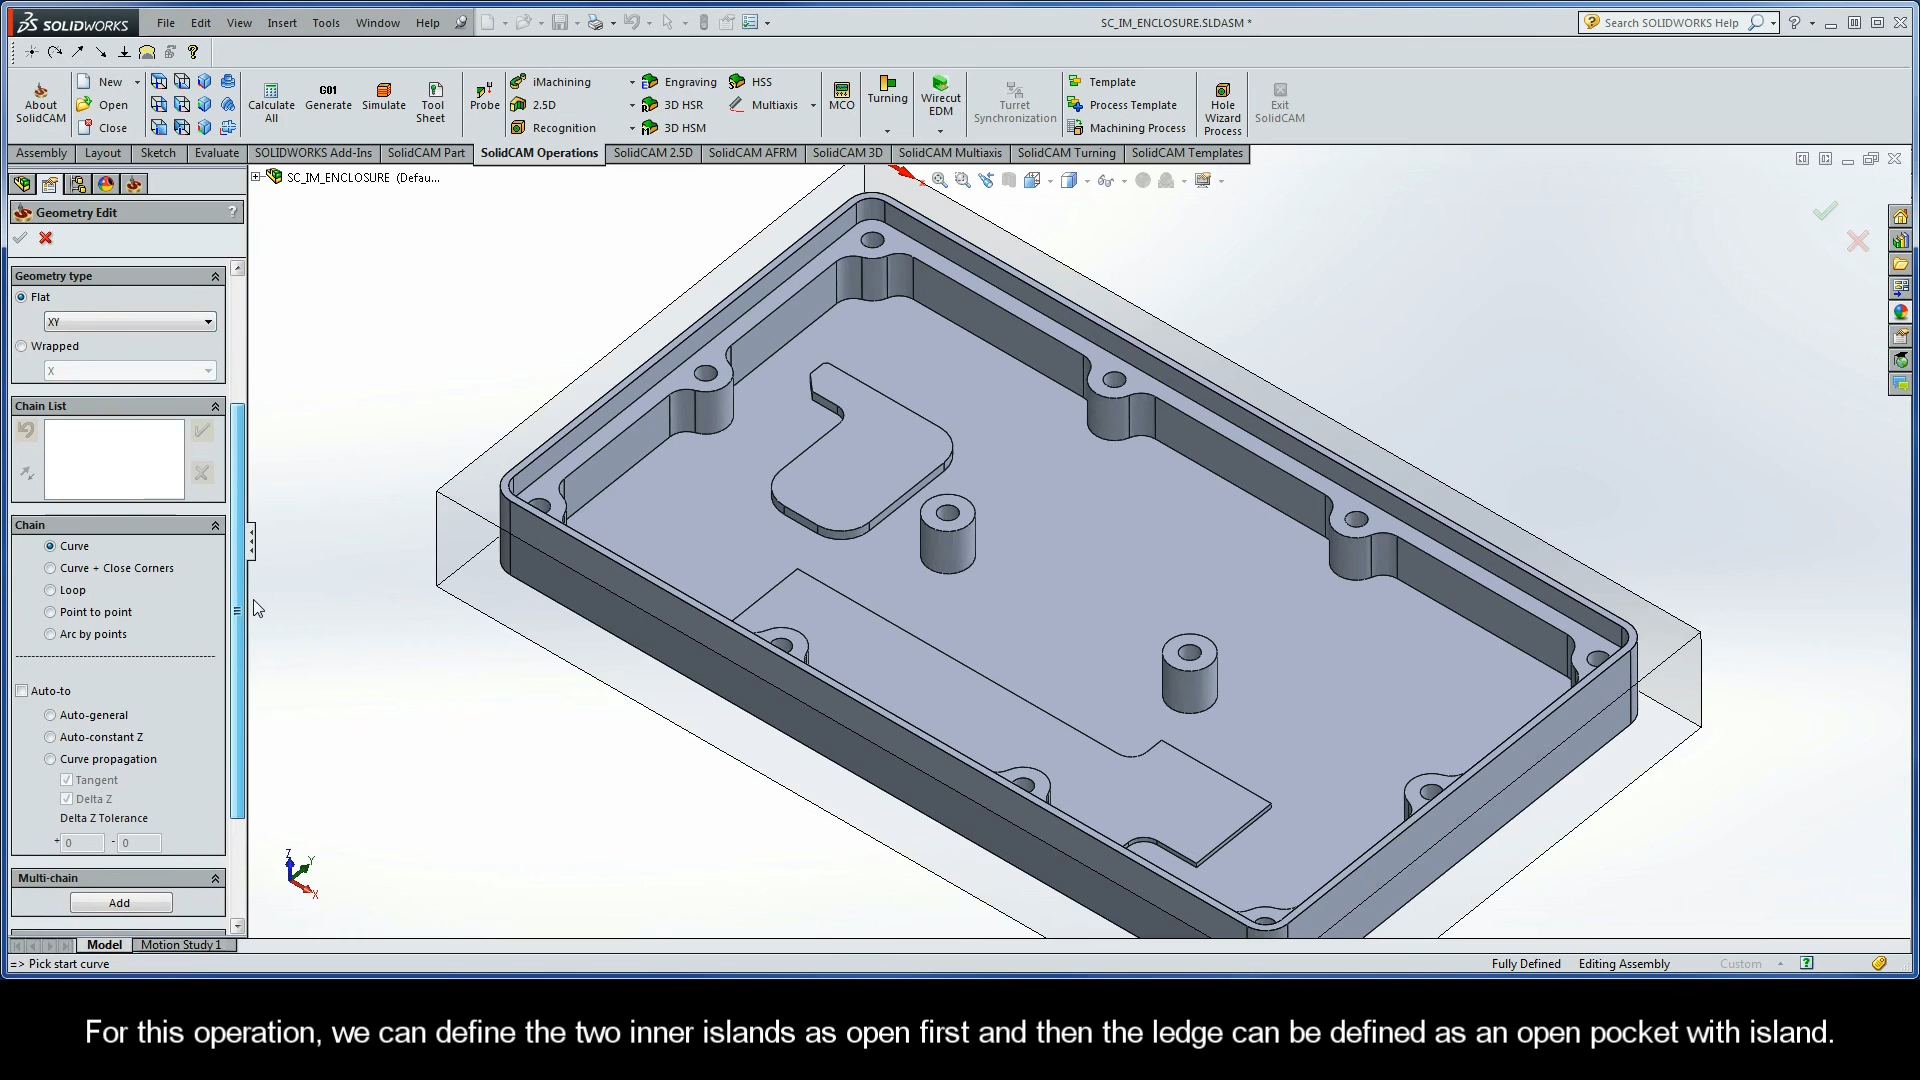 SOLIDWORKS File Edit View Insert Tools Window Help SC_IM_ENCLOSURE.SLDASM * Search SOLIDWORKS Help
About SolidCAM
New
Open
Close
Calculate All
G01 Generate
Simulate
Tool Sheet
Probe
iMachining
2.5D
Recognition
Engraving
3D HSR
3D HSM
HSS
Multiaxis
MCO
Turning
Wirecut EDM
Turret Synchronization
Template
Process Template
Machining Process
Hole Wizard Process
Exit SolidCAM
Assembly Layout Sketch Evaluate SOLIDWORKS Add-Ins SolidCAM Part SolidCAM Operations SolidCAM 2.5D SolidCAM AFRM SolidCAM 3D SolidCAM Multiaxis SolidCAM Turning SolidCAM Templates
SC_IM_ENCLOSURE (Defau...
Geometry Edit ?
Geometry type
Flat
XY
Wrapped
X
Chain List
Chain
Curve
Curve + Close Corners
Loop
Point to point
Arc by points
Auto-to
Auto-general
Auto-constant Z
Curve propagation
Tangent
Delta Z
Delta Z Tolerance
+ 0 - 0
Multi-chain
Add
Z Y X
Model Motion Study 1
=> Pick start curve Fully Defined Editing Assembly Custom
For this operation, we can define the two inner islands as open first and then the ledge can be defined as an open pocket with island.